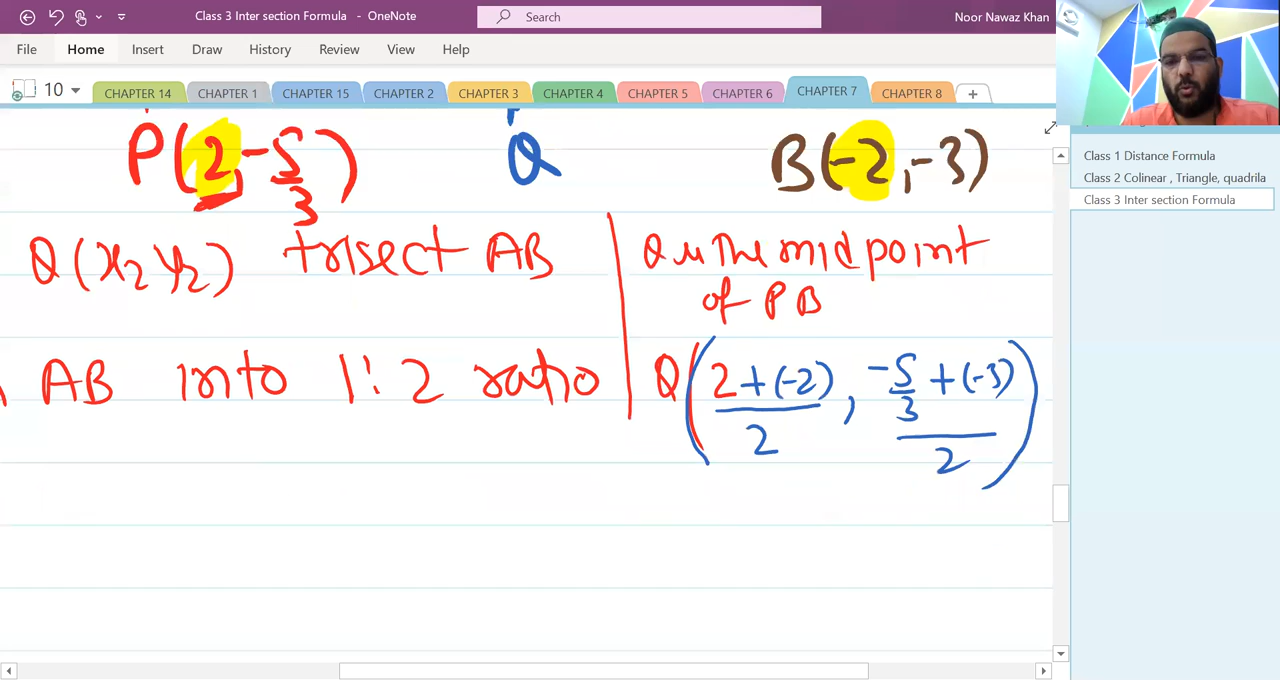 Class 3 Inter section Formula - OneNote
Search
Noor Nawaz Khan
File Home Insert Draw History Review View Help
10
CHAPTER 14 CHAPTER 1 CHAPTER 15 CHAPTER 2 CHAPTER 3 CHAPTER 4 CHAPTER 5 CHAPTER 6 CHAPTER 7 CHAPTER 8 +
Class 1 Distance Formula
Class 2 Colinear , Triangle, quadrila
Class 3 Inter section Formula
P(2, -5/3)
Q
B(-2, -3)
Q(x2 y2) trisect AB
AB into 1:2 ratio
Q is the midpoint
of PB
Q(2+(-2)/2, -5/3+(-3)/2)